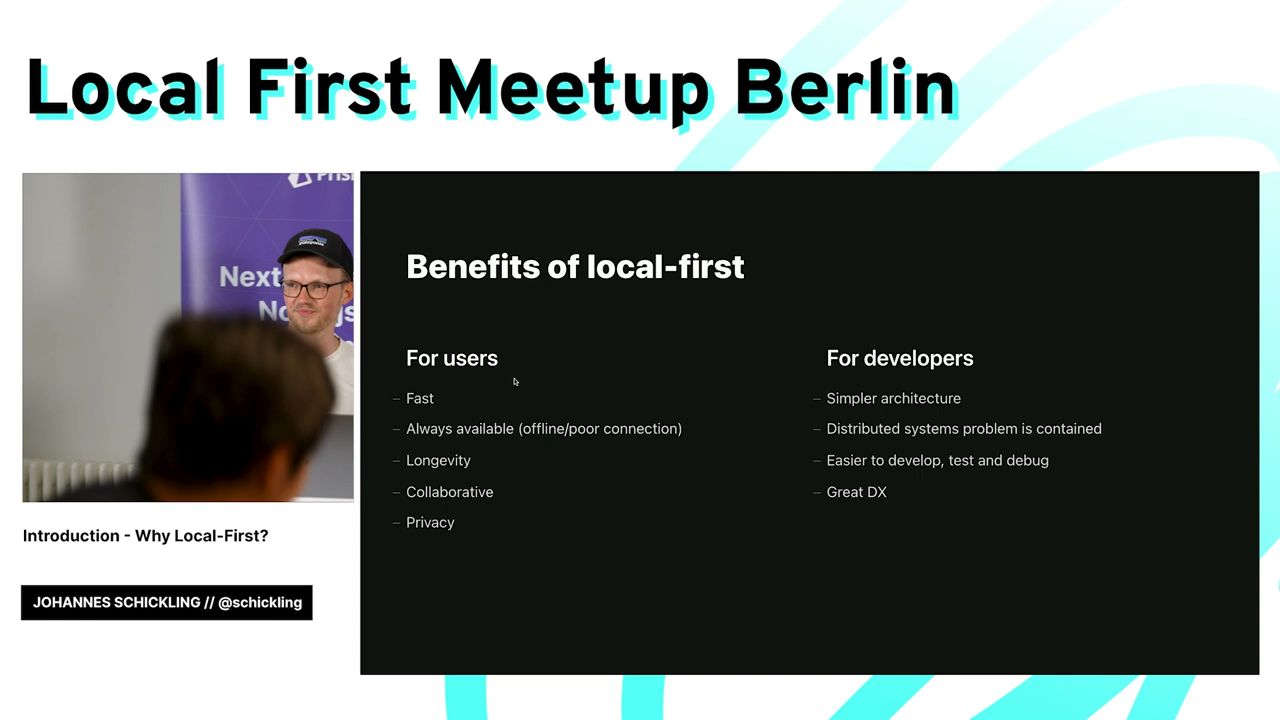 Local First Meetup Berlin
Next
Benefits of local-first
For users
– Fast
– Always available (offline/poor connection)
– Longevity
– Collaborative
– Privacy
For developers
– Simpler architecture
– Distributed systems problem is contained
– Easier to develop, test and debug
– Great DX
Introduction - Why Local-First?
JOHANNES SCHICKLING // @schickling